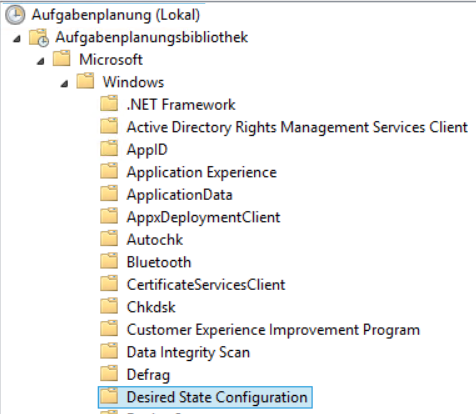 Aufgabenplanung (Lokal)
Aufgabenplanungsbibliothek
Microsoft
Windows
.NET Framework
Active Directory Rights Management Services Client
AppID
Application Experience
ApplicationData
AppxDeploymentClient
Autochk
Bluetooth
CertificateServicesClient
Chkdsk
Customer Experience Improvement Program
Data Integrity Scan
Defrag
Desired State Configuration